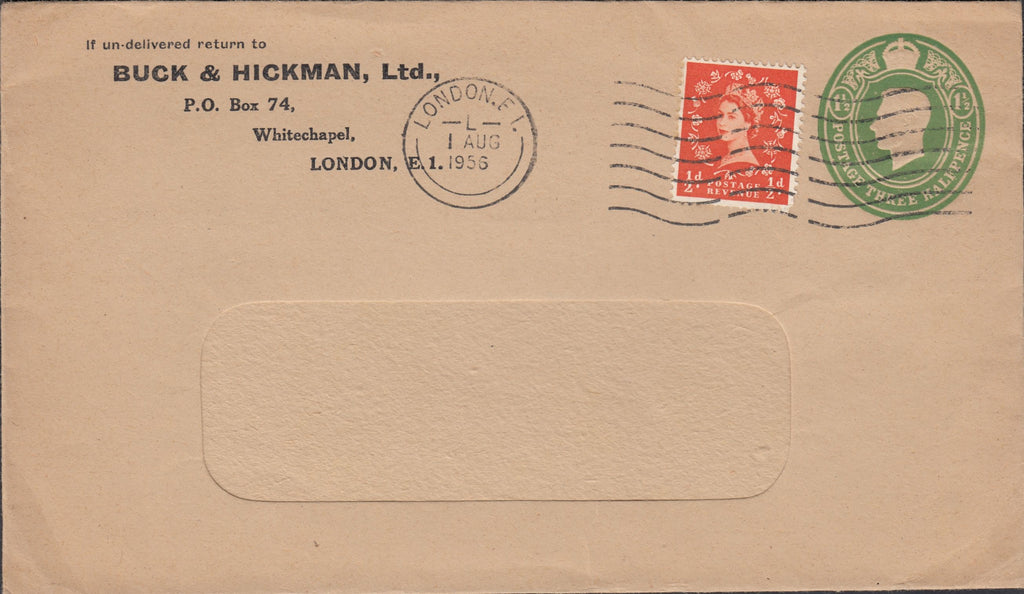 If un-delivered return to
BUCK & HICKMAN, Ltd.,
P.O. Box 74,
Whitechapel,
LONDON, E.1.
LONDON.E.1.
-L-
1 AUG
1956
½d. ½d.
POSTAGE
REVENUE
1½ 1½
POSTAGE THREE HALFPENCE